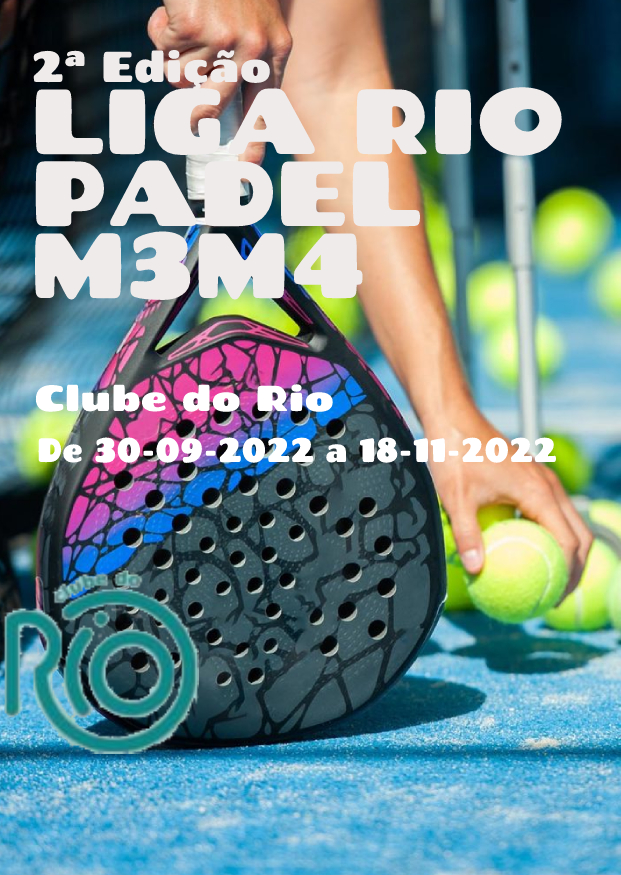 2ª Edição
LIGA RIO
PADEL
M3M4
Clube do Rio
De 30-09-2022 a 18-11-2022
clube do
Rio